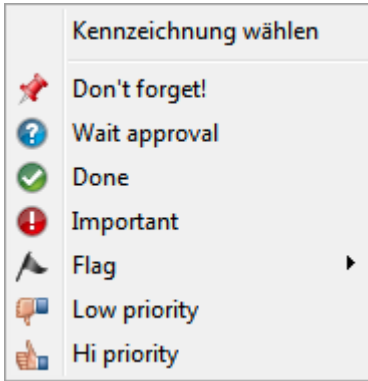 Kennzeichnung wählen
Don't forget!
Wait approval
Done
Important
Flag
Low priority
Hi priority